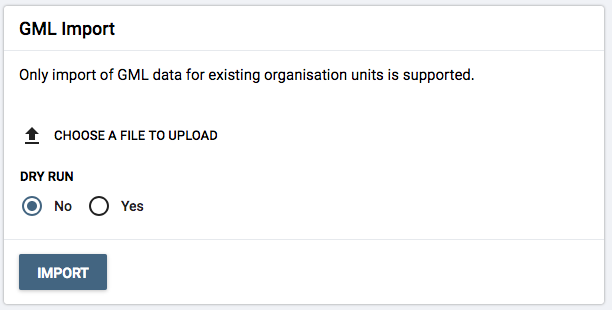 GML Import
Only import of GML data for existing organisation units is supported.
CHOOSE A FILE TO UPLOAD
DRY RUN
No Yes
IMPORT